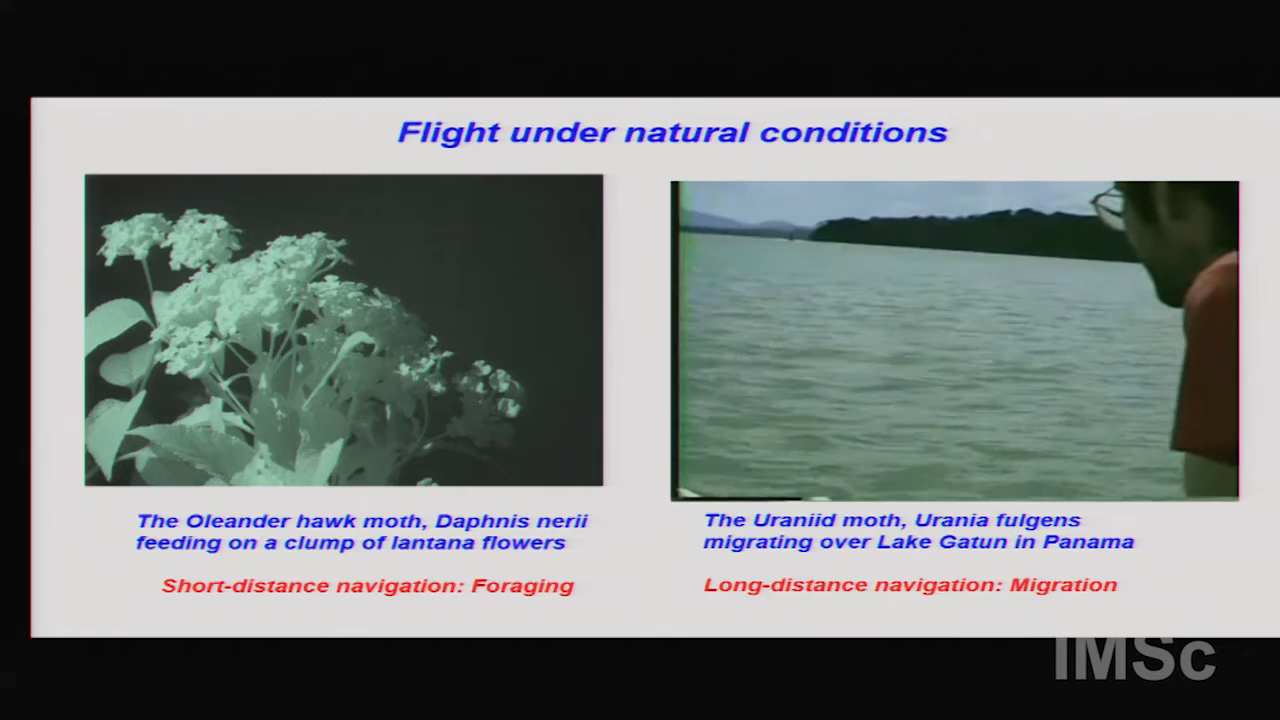 Flight under natural conditions
The Oleander hawk moth, Daphnis nerii
feeding on a clump of lantana flowers
Short-distance navigation: Foraging
The Uraniid moth, Urania fulgens
migrating over Lake Gatun in Panama
Long-distance navigation: Migration
IMSc